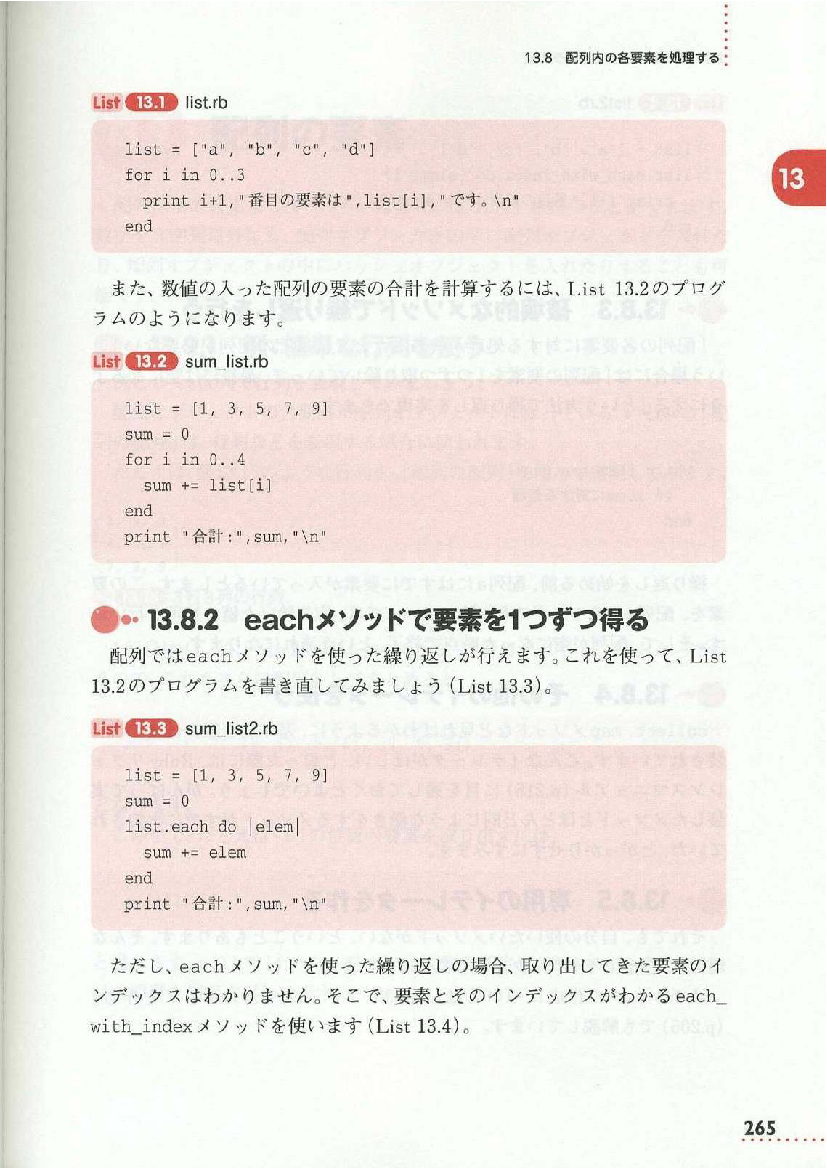 13.8 配列内の各要素を処理する
List 13.1 list.rb
list = ["a", "b", "c", "d"]
for i in 0..3
  print i+1,"番目の要素は",list[i],"です。\n"
end
13
また、数値の入った配列の要素の合計を計算するには、List 13.2のプログ
ラムのようになります。
List 13.2 sum_list.rb
list = [1, 3, 5, 7, 9]
sum = 0
for i in 0..4
  sum += list[i]
end
print "合計:",sum,"\n"
13.8.2 eachメソッドで要素を1つずつ得る
配列ではeachメソッドを使った繰り返しが行えます。これを使って、List
13.2のプログラムを書き直してみましょう(List 13.3)。
List 13.3 sum_list2.rb
list = [1, 3, 5, 7, 9]
sum = 0
list.each do |elem|
  sum += elem
end
print "合計:",sum,"\n"
ただし、eachメソッドを使った繰り返しの場合、取り出してきた要素のイ
ンデックスはわかりません。そこで、要素とそのインデックスがわかるeach_
with_indexメソッドを使います(List 13.4)。
265